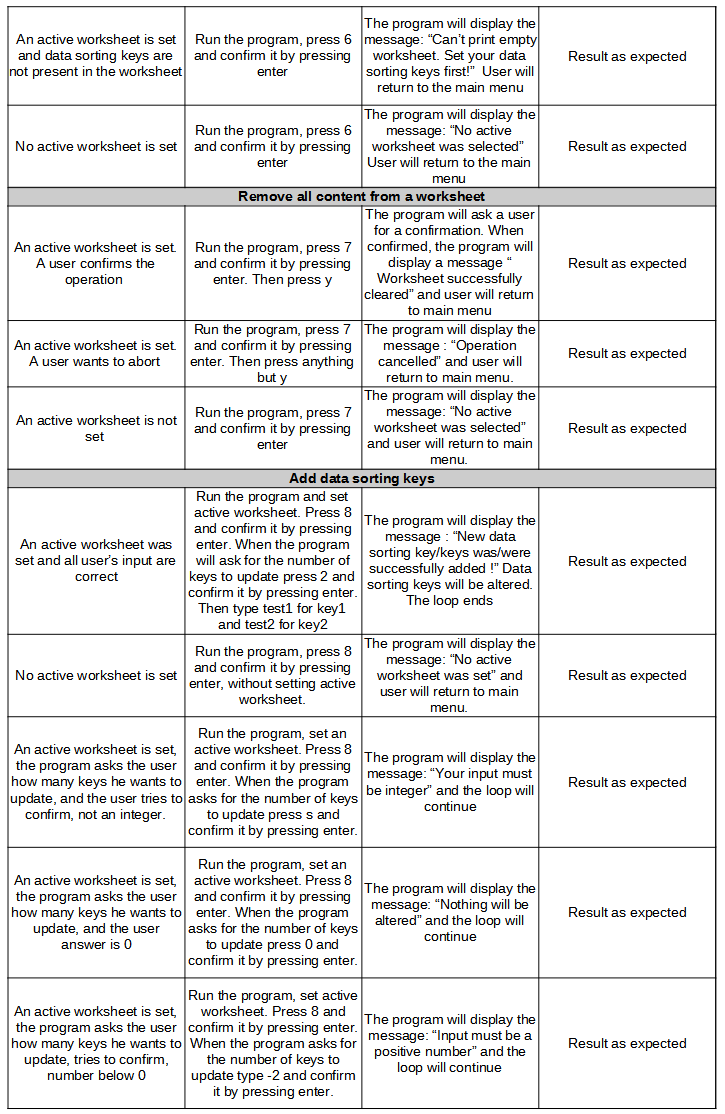 An active worksheet is set
and data sorting keys are
not present in the worksheet
Run the program, press 6
and confirm it by pressing
enter
The program will display the
message: “Can’t print empty
worksheet. Set your data
sorting keys first!”  User will
return to the main menu
Result as expected
No active worksheet is set
Run the program, press 6
and confirm it by pressing
enter
The program will display the
message: “No active
worksheet was selected”
User will return to the main
menu
Result as expected
Remove all content from a worksheet
An active worksheet is set.
A user confirms the
operation
Run the program, press 7
and confirm it by pressing
enter. Then press y
The program will ask a user
for a confirmation. When
confirmed, the program will
display a message “
Worksheet successfully
cleared” and user will return
to main menu
Result as expected
An active worksheet is set.
A user wants to abort
Run the program, press 7
and confirm it by pressing
enter. Then press anything
but y
The program will display the
message : “Operation
cancelled” and user will
return to main menu.
Result as expected
An active worksheet is not
set
Run the program, press 7
and confirm it by pressing
enter
The program will display the
message: “No active
worksheet was selected”
and user will return to main
menu.
Result as expected
Add data sorting keys
An active worksheet was
set and all user’s input are
correct
Run the program and set
active worksheet. Press 8
and confirm it by pressing
enter. When the program
will ask for the number of
keys to update press 2 and
confirm it by pressing enter.
Then type test1 for key1
and test2 for key2
The program will display the
message : “New data
sorting key/keys was/were
successfully added !” Data
sorting keys will be altered.
The loop ends
Result as expected
No active worksheet is set
Run the program, press 8
and confirm it by pressing
enter, without setting active
worksheet.
The program will display the
message: “No active
worksheet was set” and
user will return to main
menu.
Result as expected
An active worksheet is set,
the program asks the user
how many keys he wants to
update, and the user tries to
confirm, not an integer.
Run the program, set an
active worksheet. Press 8
and confirm it by pressing
enter. When the program
asks for the number of keys
to update press s and
confirm it by pressing enter.
The program will display the
message: “Your input must
be integer” and the loop will
continue
Result as expected
An active worksheet is set,
the program asks the user
how many keys he wants to
update, and the user
answer is 0
Run the program, set an
active worksheet. Press 8
and confirm it by pressing
enter. When the program
asks for the number of keys
to update press 0 and
confirm it by pressing enter.
The program will display the
message: “Nothing will be
altered” and the loop will
continue
Result as expected
An active worksheet is set,
the program asks the user
how many keys he wants to
update, tries to confirm,
number below 0
Run the program, set active
worksheet. Press 8 and
confirm it by pressing enter.
When the program asks for
the number of keys to
update type -2 and confirm
it by pressing enter.
The program will display the
message: “Input must be a
positive number” and the
loop will continue
Result as expected